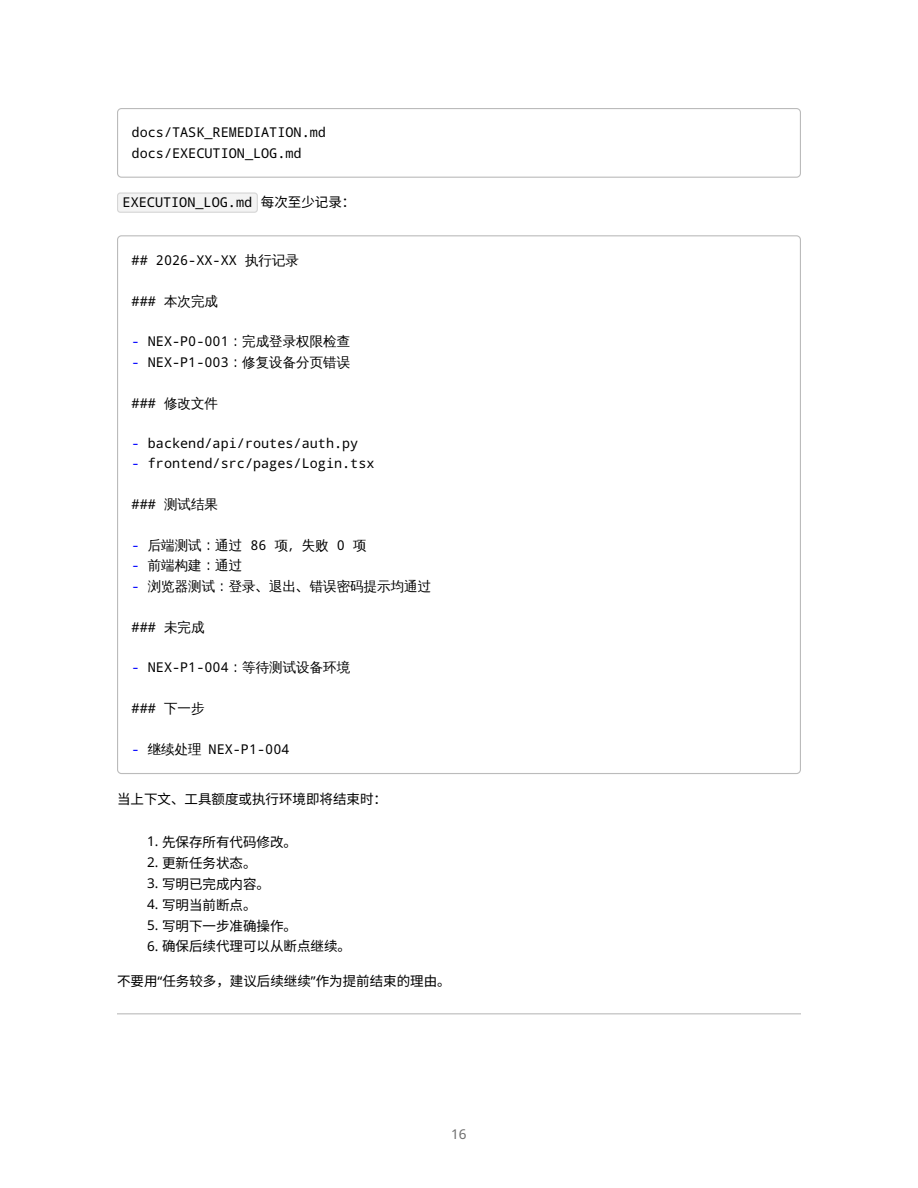 docs/TASK_REMEDIATION.md
docs/EXECUTION_LOG.md
EXECUTION_LOG.md 每次至少记录：
## 2026-XX-XX 执行记录
### 本次完成
- NEX-P0-001：完成登录权限检查
- NEX-P1-003：修复设备分页错误
### 修改文件
- backend/api/routes/auth.py
- frontend/src/pages/Login.tsx
### 测试结果
- 后端测试：通过 86 项，失败 0 项
- 前端构建：通过
- 浏览器测试：登录、退出、错误密码提示均通过
### 未完成
- NEX-P1-004：等待测试设备环境
### 下一步
- 继续处理 NEX-P1-004
当上下文、工具额度或执行环境即将结束时：
1. 先保存所有代码修改。
2. 更新任务状态。
3. 写明已完成内容。
4. 写明当前断点。
5. 写明下一步准确操作。
6. 确保后续代理可以从断点继续。
不要用“任务较多，建议后续继续”作为提前结束的理由。
16